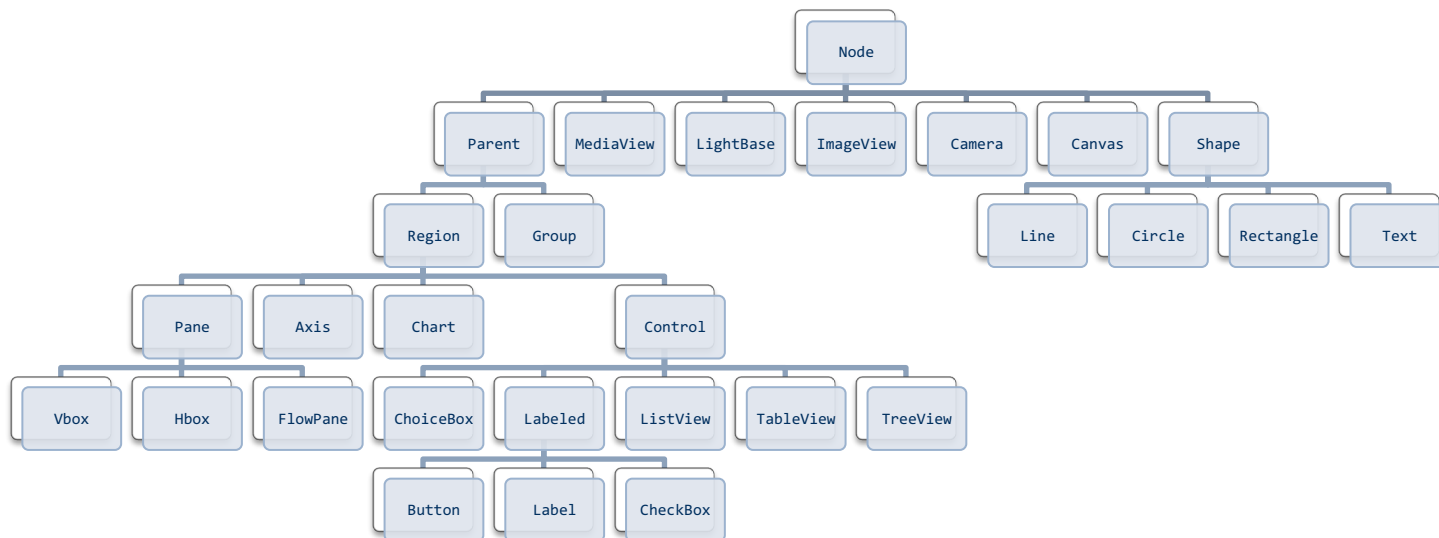 Node
Parent
MediaView
LightBase
ImageView
Camera
Canvas
Shape
Region
Group
Line
Circle
Rectangle
Text
Pane
Axis
Chart
Control
Vbox
Hbox
FlowPane
ChoiceBox
Labeled
ListView
TableView
TreeView
Button
Label
CheckBox